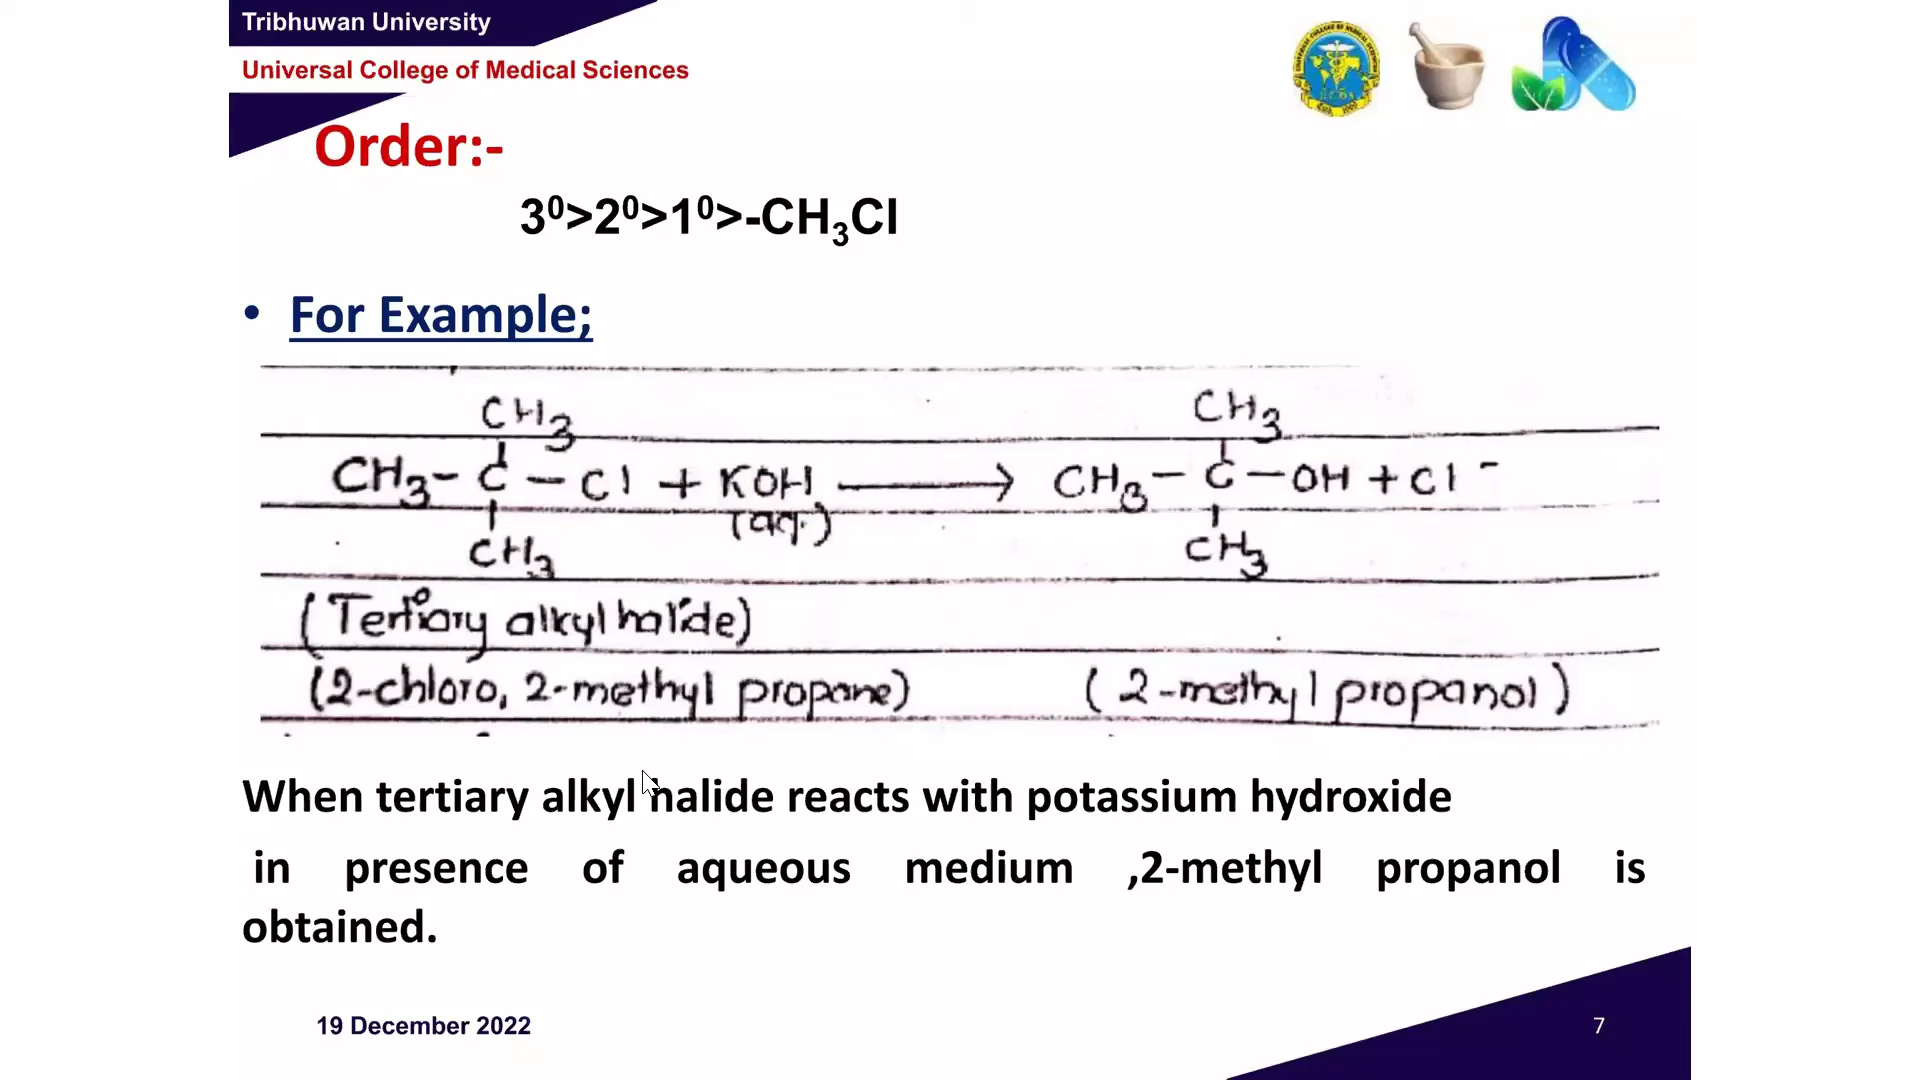 Tribhuwan University
Universal College of Medical Sciences
Order:-
3⁰>2⁰>1⁰>-CH₃Cl
• For Example;
CH₃ CH₃
CH₃-C-Cl + KOH ⟶ CH₃-C-OH + Cl⁻
(aq.)
CH₃ CH₃
(Tertiary alkyl halide)
(2-chloro, 2-methyl propane) (2-methyl propanol)
When tertiary alkyl halide reacts with potassium hydroxide
in presence of aqueous medium ,2-methyl propanol is
obtained.
19 December 2022 7